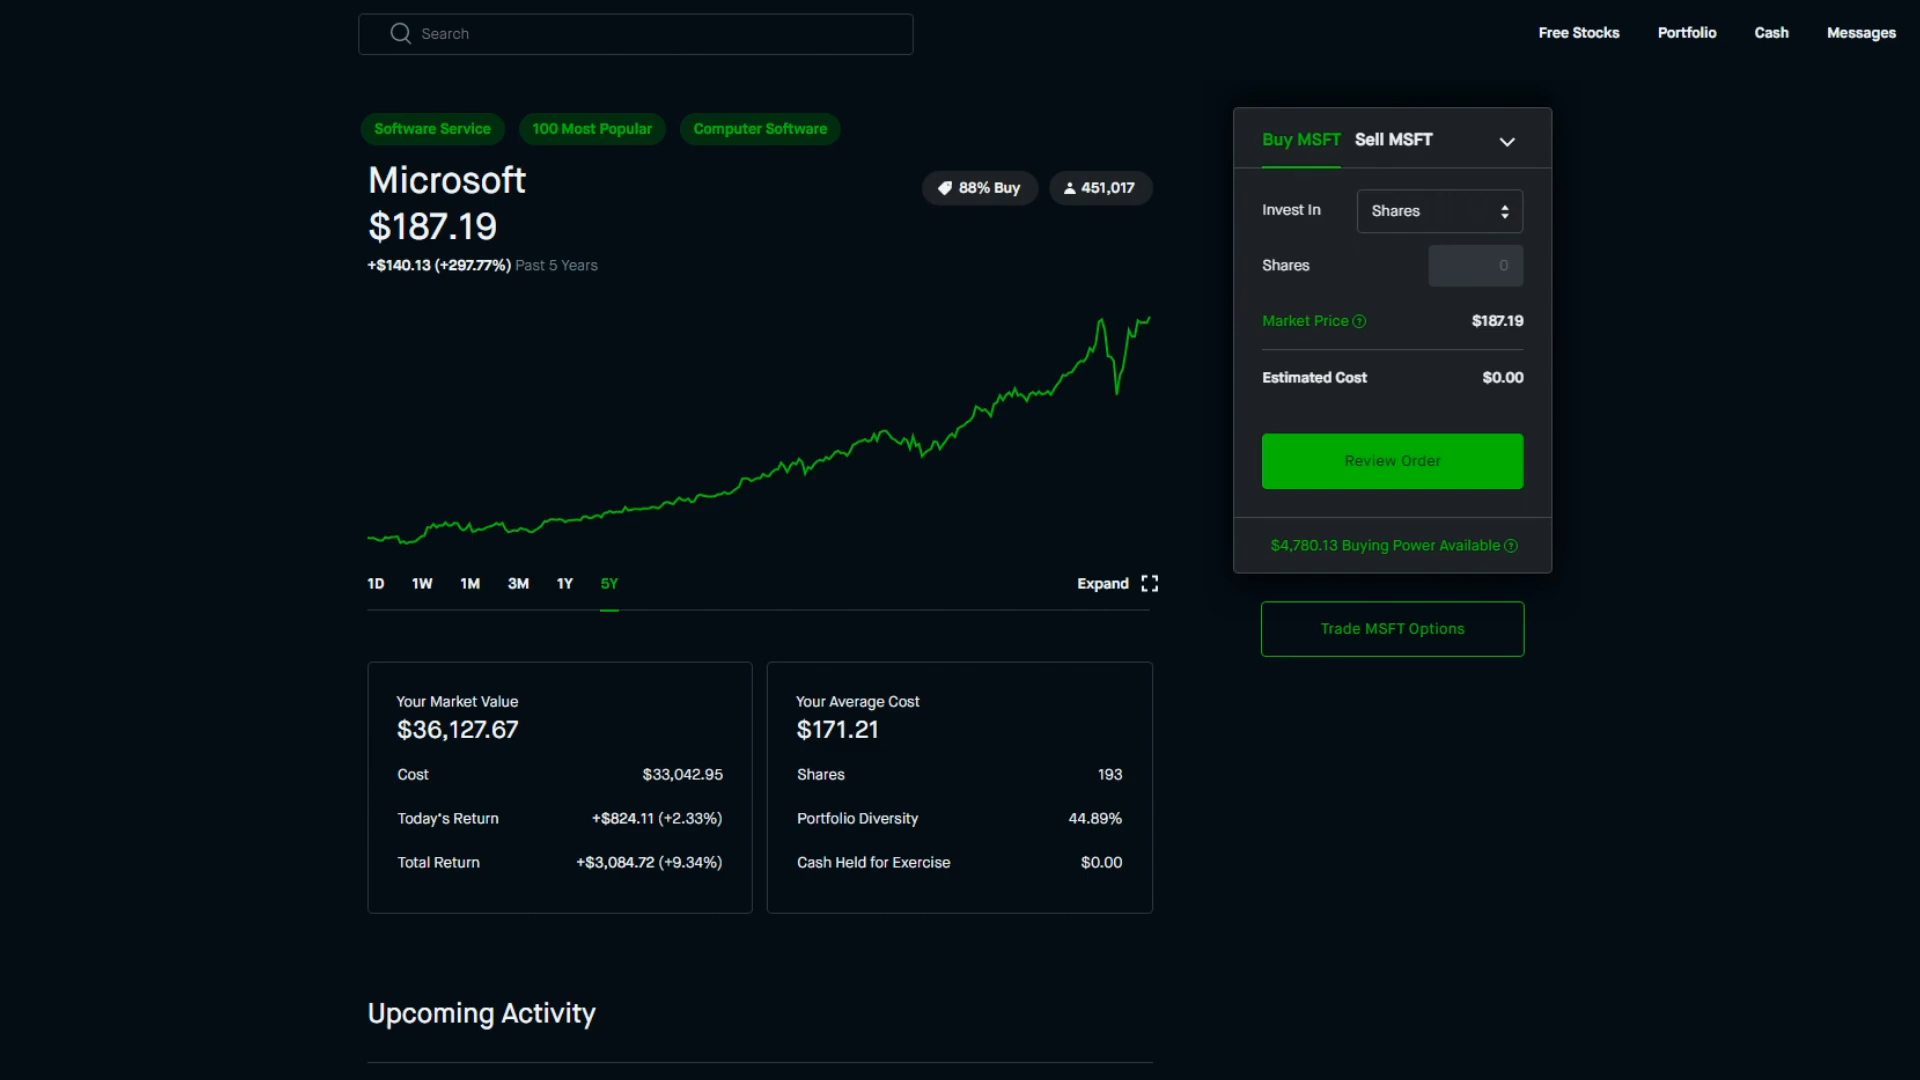 Search
Free Stocks Portfolio Cash Messages
Software Service 100 Most Popular Computer Software
Microsoft
$187.19
+$140.13 (+297.77%) Past 5 Years
88% Buy 451,017
1D 1W 1M 3M 1Y 5Y Expand
Your Market Value
$36,127.67
Cost $33,042.95
Today's Return +$824.11 (+2.33%)
Total Return +$3,084.72 (+9.34%)
Your Average Cost
$171.21
Shares 193
Portfolio Diversity 44.89%
Cash Held for Exercise $0.00
Upcoming Activity
Buy MSFT Sell MSFT
Invest In Shares
Shares 0
Market Price $187.19
Estimated Cost $0.00
Review Order
$4,780.13 Buying Power Available
Trade MSFT Options